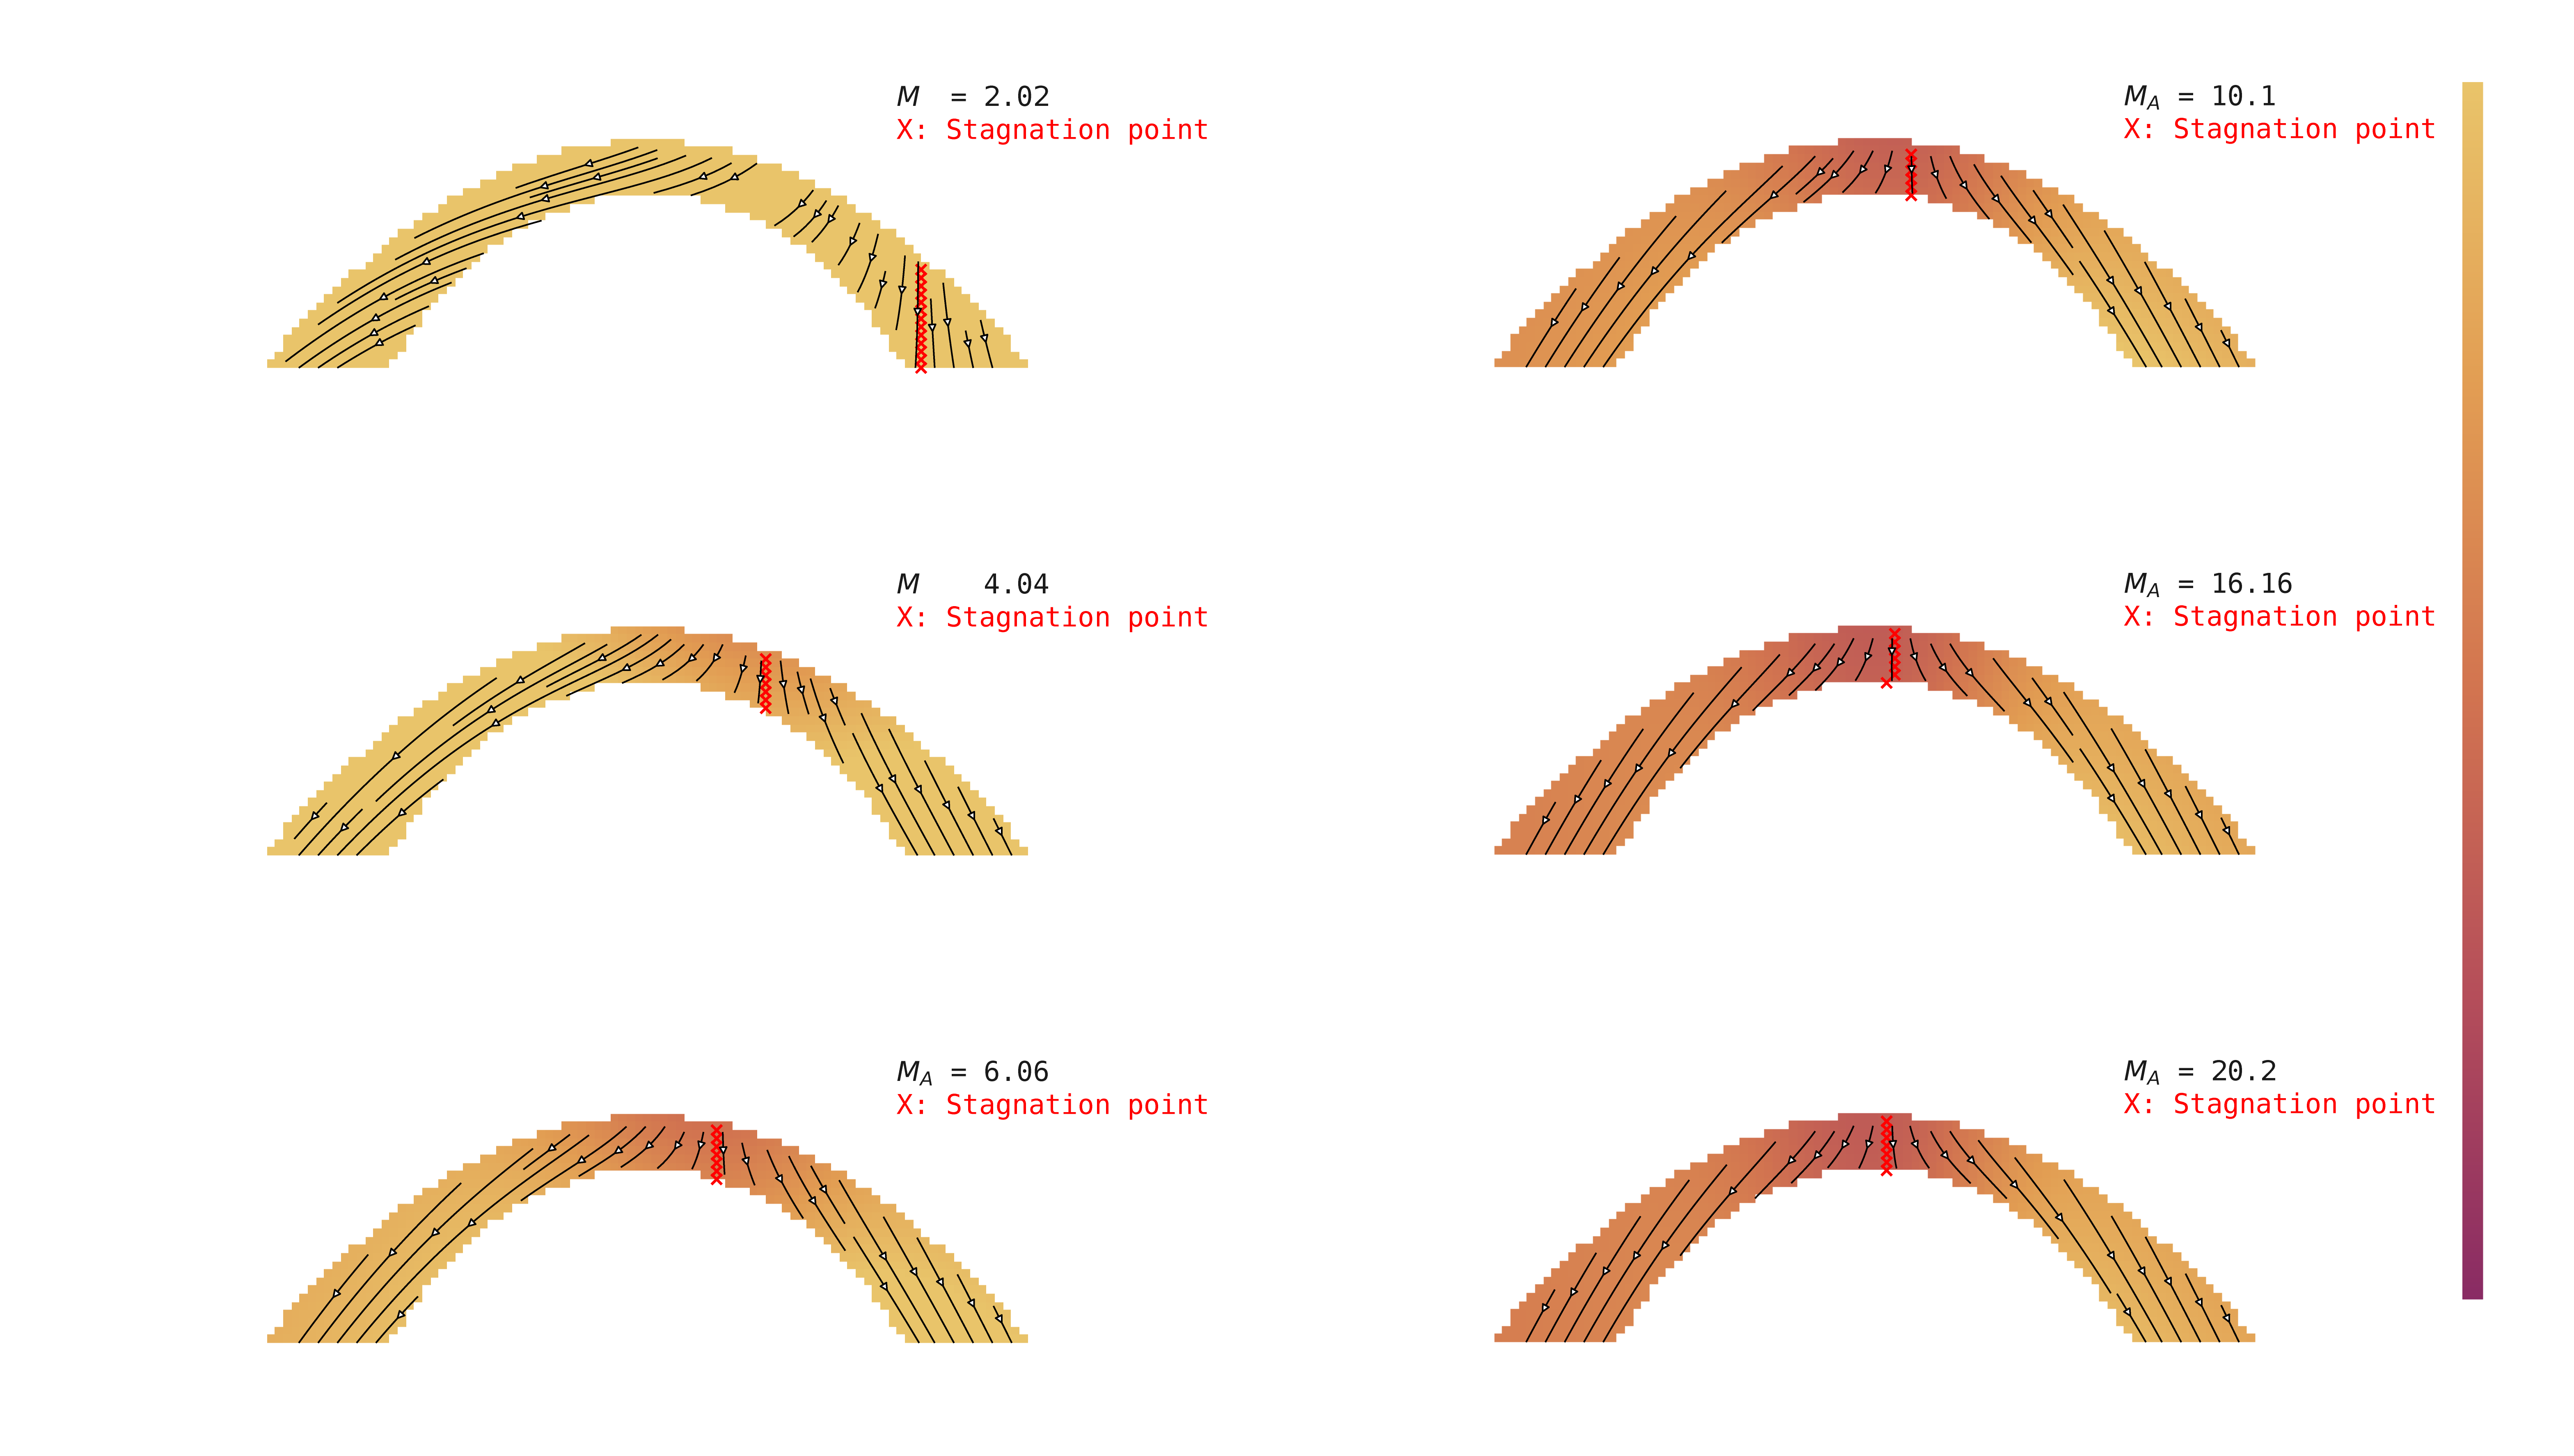 M = 2.02
X: Stagnation point
M_A = 10.1
X: Stagnation point
M 4.04
X: Stagnation point
M_A = 16.16
X: Stagnation point
M_A = 6.06
X: Stagnation point
M_A = 20.2
X: Stagnation point